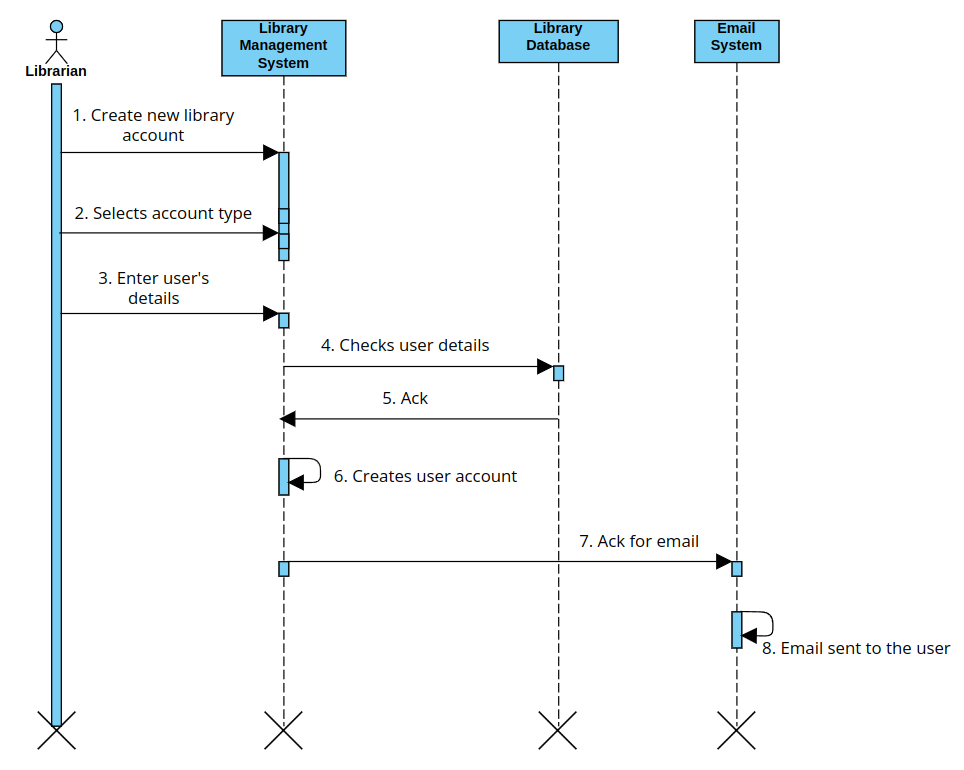 Librarian
Library
Management
System
Library
Database
Email
System
1. Create new library
account
2. Selects account type
3. Enter user's
details
4. Checks user details
5. Ack
6. Creates user account
7. Ack for email
8. Email sent to the user